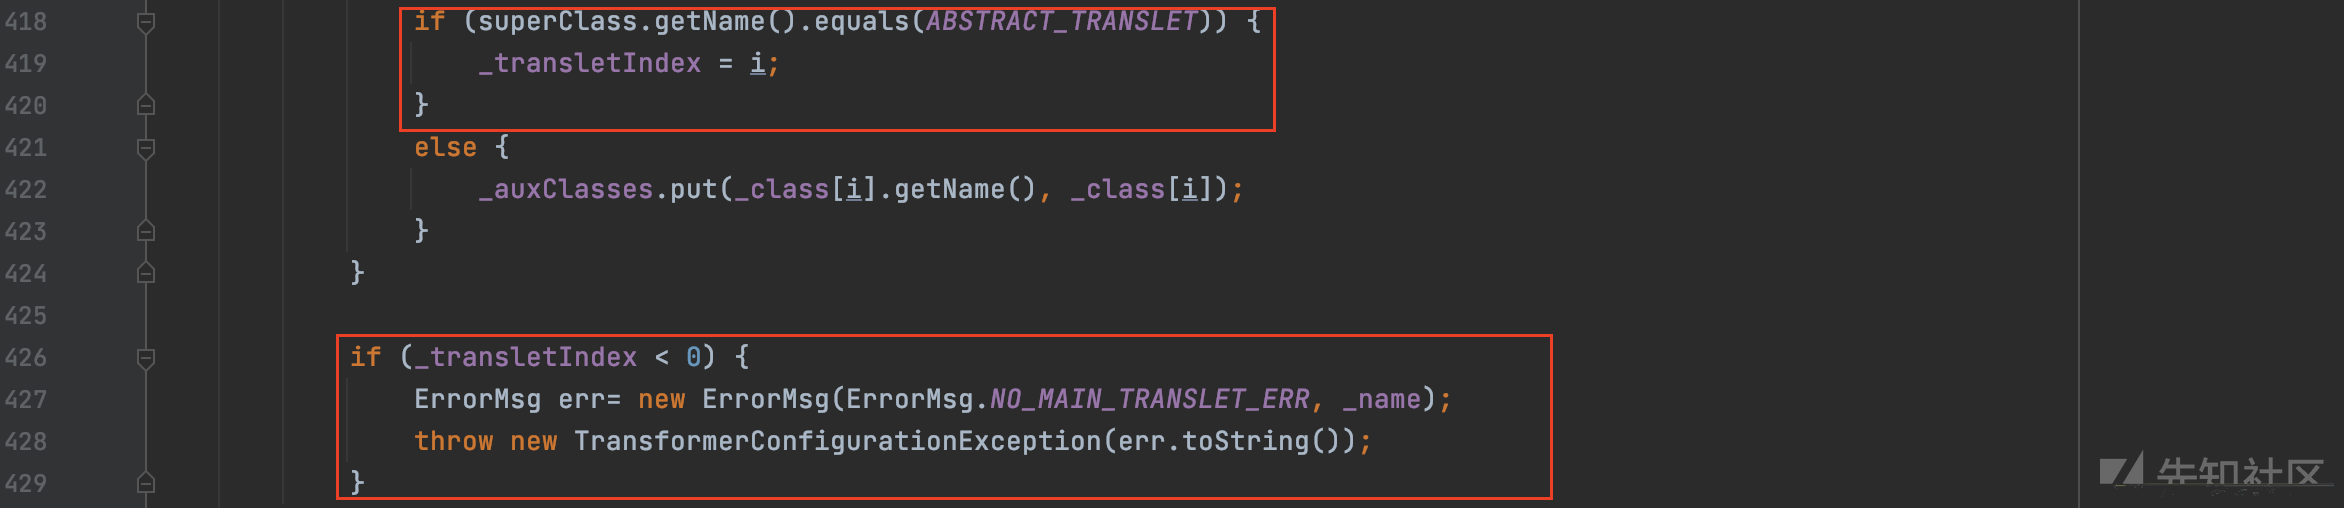 418 if (superClass.getName().equals(ABSTRACT_TRANSLET)) {
419 _transletIndex = i;
420 }
421 else {
422 _auxClasses.put(_class[i].getName(), _class[i]);
423 }
424 }
425
426 if (_transletIndex < 0) {
427 ErrorMsg err= new ErrorMsg(ErrorMsg.NO_MAIN_TRANSLET_ERR, _name);
428 throw new TransformerConfigurationException(err.toString());
429 }
先知社区